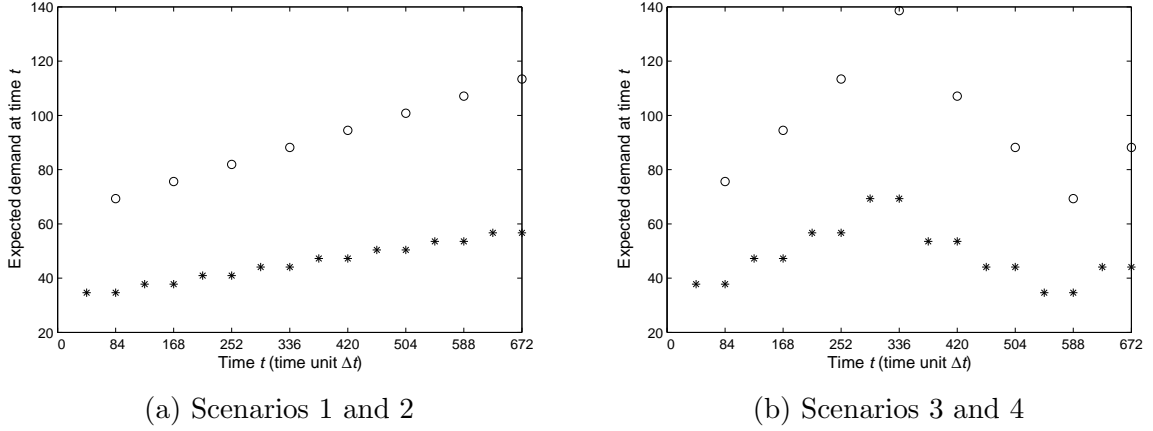 140
120
100
80
60
40
20
0 84 168 252 336 420 504 588 672
Expected demand at time t
Time t (time unit Δt)
(a) Scenarios 1 and 2
140
120
100
80
60
40
20
0 84 168 252 336 420 504 588 672
Expected demand at time t
Time t (time unit Δt)
(b) Scenarios 3 and 4